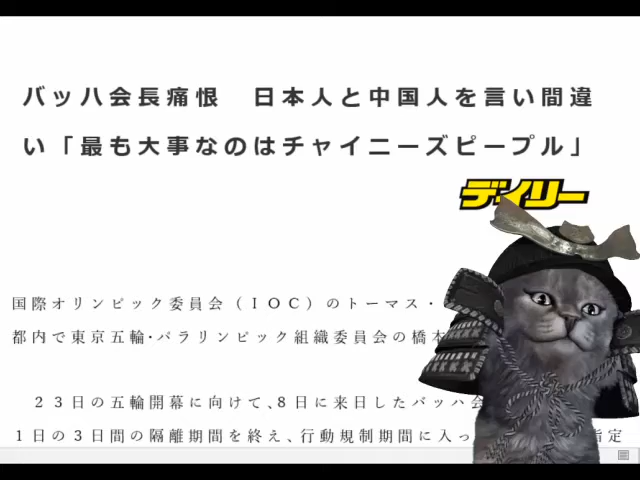 バッハ会長痛恨　日本人と中国人を言い間違
い「最も大事なのはチャイニーズピープル」
デイリー
国際オリンピック委員会（ＩＯＣ）のトーマス・
都内で東京五輪・パラリンピック組織委員会の橋本
２３日の五輪開幕に向けて、８日に来日したバッハ会
１日の３日間の隔離期間を終え、行動規制期間に入っ 指定